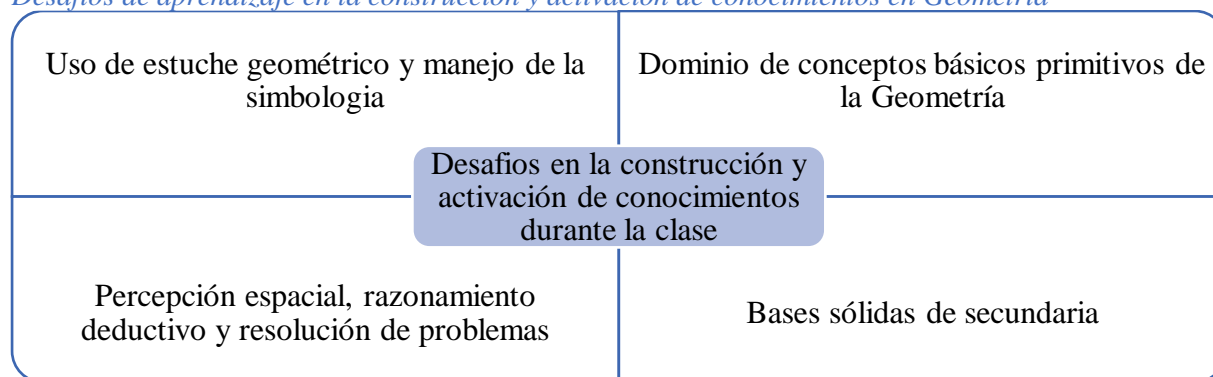 Desafíos de aprendizaje en la construcción y activación de conocimientos en Geometría
Uso de estuche geométrico y manejo de la
simbologia
Dominio de conceptos básicos primitivos de
la Geometría
Desafios en la construcción y
activación de conocimientos
durante la clase
Percepción espacial, razonamiento
deductivo y resolución de problemas
Bases sólidas de secundaria